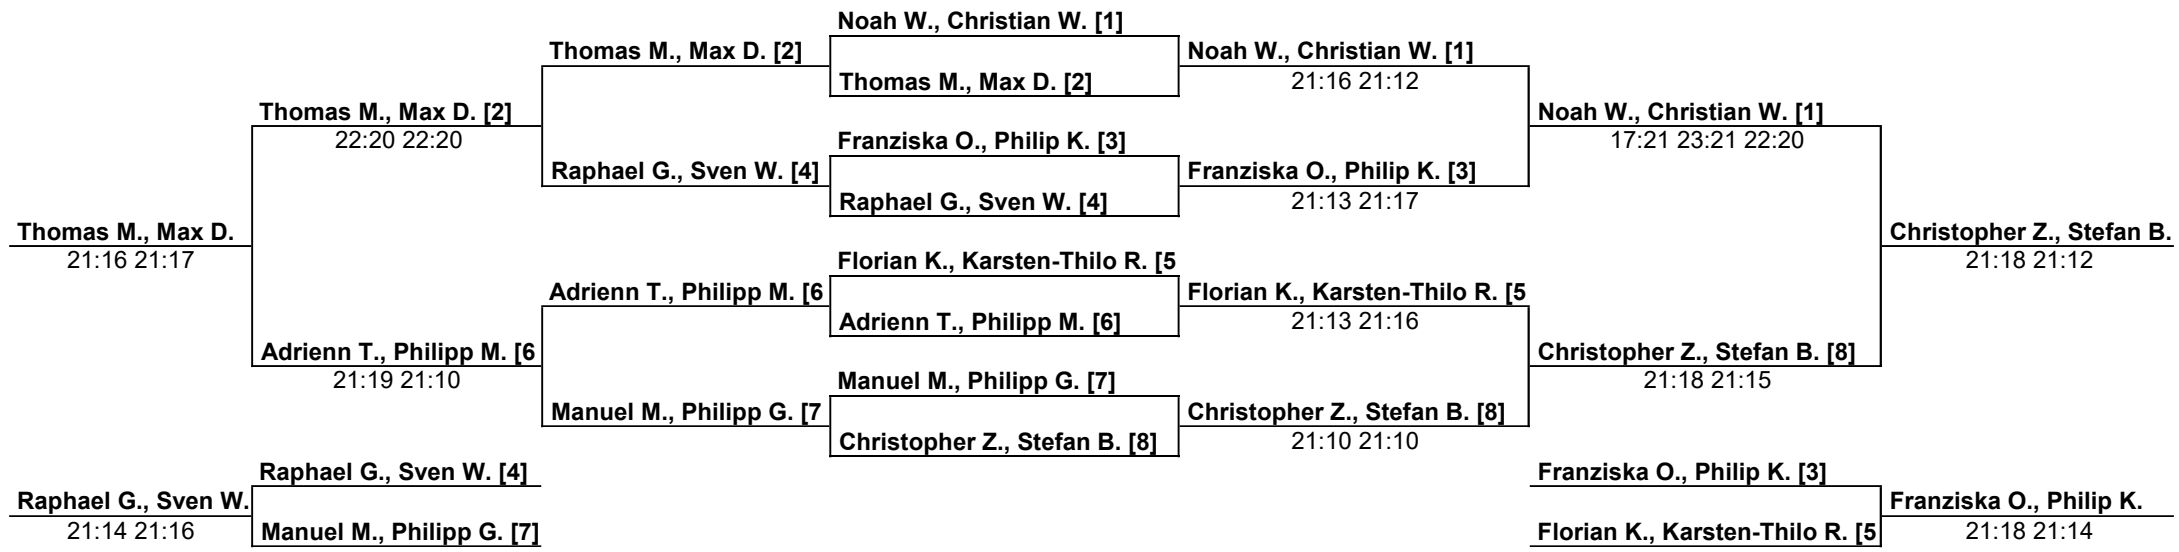 Noah W., Christian W. [1]
Thomas M., Max D. [2]
Noah W., Christian W. [1]
Thomas M., Max D. [2]
21:16 21:12
Thomas M., Max D. [2]
Noah W., Christian W. [1]
22:20 22:20
Franziska O., Philip K. [3]
17:21 23:21 22:20
Raphael G., Sven W. [4]
Franziska O., Philip K. [3]
Raphael G., Sven W. [4]
21:13 21:17
Thomas M., Max D.
Christopher Z., Stefan B.
21:16 21:17
Florian K., Karsten-Thilo R. [5
21:18 21:12
Adrienn T., Philipp M. [6
Florian K., Karsten-Thilo R. [5
Adrienn T., Philipp M. [6]
21:13 21:16
Adrienn T., Philipp M. [6
Christopher Z., Stefan B. [8]
21:19 21:10
Manuel M., Philipp G. [7]
21:18 21:15
Manuel M., Philipp G. [7
Christopher Z., Stefan B. [8]
Christopher Z., Stefan B. [8]
21:10 21:10
Raphael G., Sven W. [4]
Franziska O., Philip K. [3]
Raphael G., Sven W.
Franziska O., Philip K.
21:14 21:16
Manuel M., Philipp G. [7]
Florian K., Karsten-Thilo R. [5
21:18 21:14